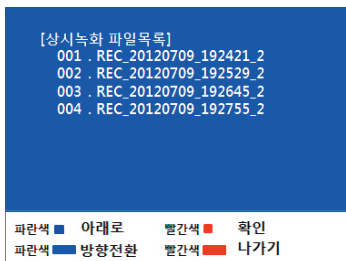 [상시녹화 파일목록]
001 . REC_20120709_192421_2
002 . REC_20120709_192529_2
003 . REC_20120709_192645_2
004 . REC_20120709_192755_2
파란색 아래로 빨간색 확인
파란색 방향전환 빨간색 나가기